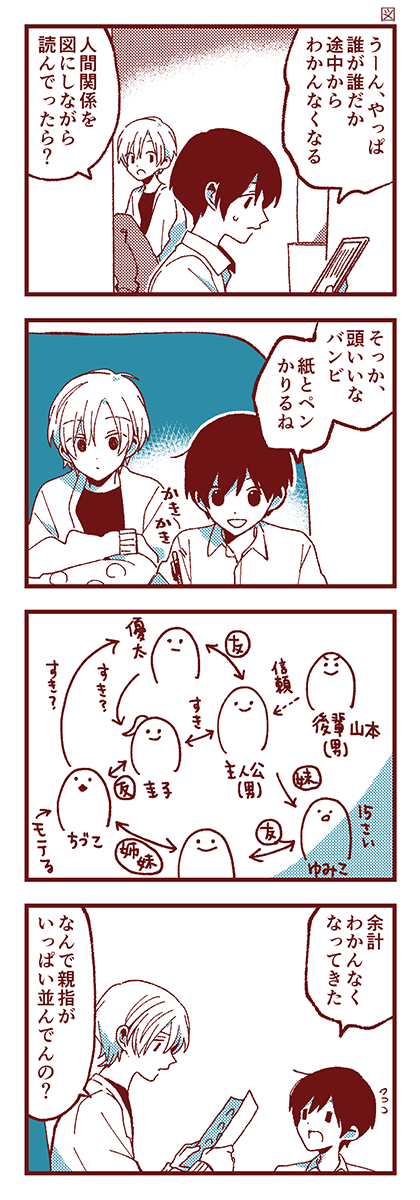 図
うーん、やっぱ
誰が誰だか
途中から
わかんなくなる
人間関係を
図にしながら
読んでったら？
そっか、
頭いいな
バンビ
紙とペン
かりるね
かき
かき
優太
友
信頼
後輩
(男)
山本
すき？
すき？
すき
主人公
(男)
圭子
友
妹
ちづこ
モテる
姉妹
友
15さい
ゆみこ
余計
わかんなく
なってきた
なんで親指が
いっぱい並んでんの？